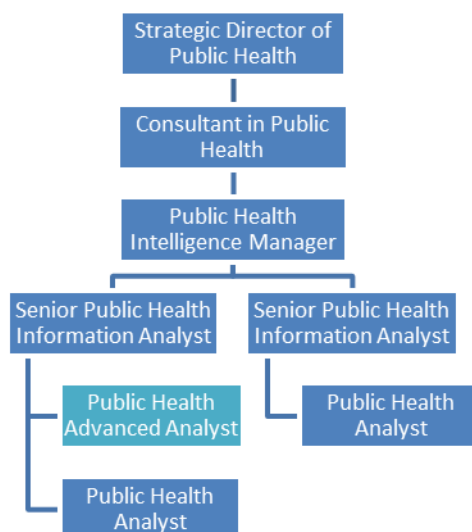 Strategic Director of
Public Health
Consultant in Public
Health
Public Health
Intelligence Manager
Senior Public Health
Information Analyst
Senior Public Health
Information Analyst
Public Health
Advanced Analyst
Public Health
Analyst
Public Health
Analyst